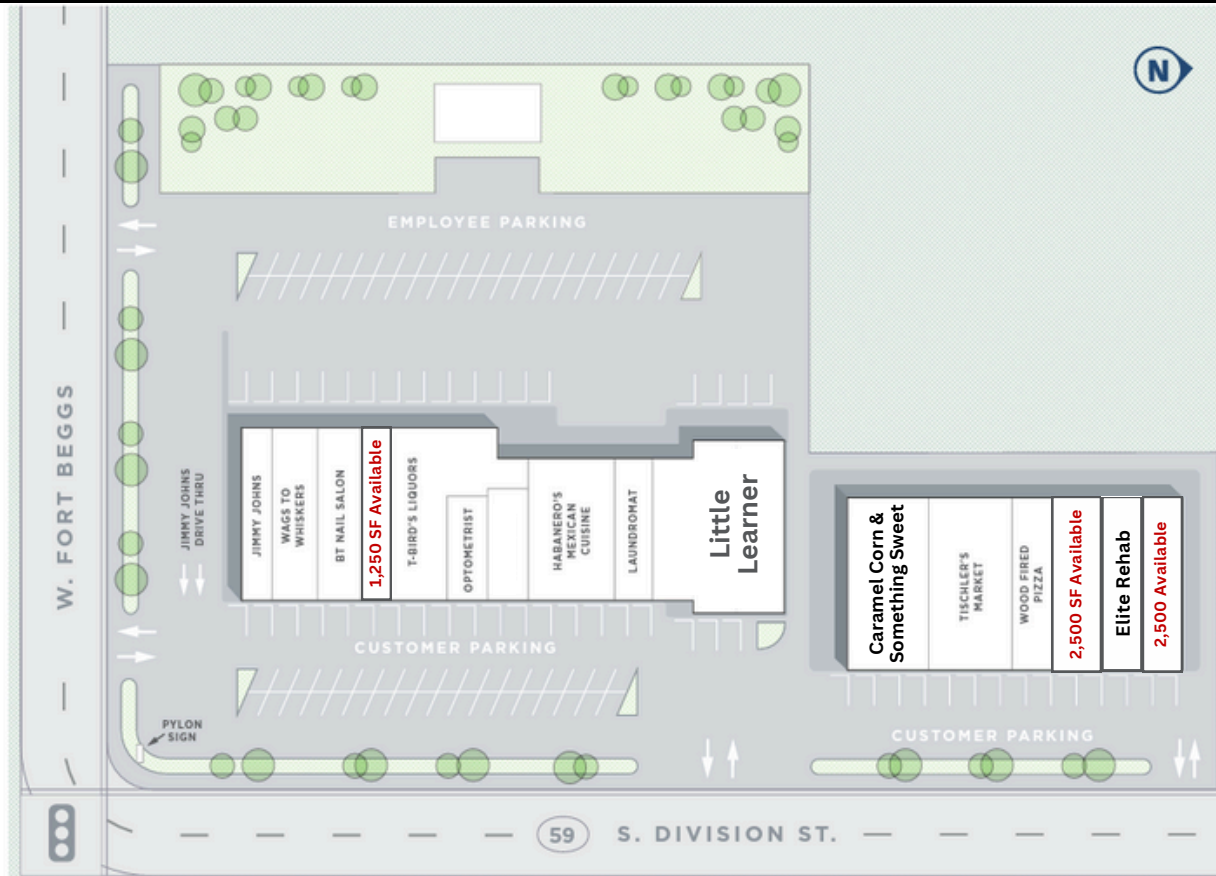 N
EMPLOYEE PARKING
W. FORT BEGGS
JIMMY JOHNS
DRIVE THRU
JIMMY JOHNS
WAGS TO
WHISKERS
BT NAIL SALON
1,250 SF Available
T-BIRD'S LIQUORS
OPTOMETRIST
HABANERO'S
MEXICAN
CUISINE
LAUNDROMAT
Little
Learner
Caramel Corn &
Something Sweet
TISCHLER'S
MARKET
WOOD FIRED
PIZZA
2,500 SF Available
Elite Rehab
2,500 Available
CUSTOMER PARKING
PYLON
SIGN
CUSTOMER PARKING
59
S. DIVISION ST.